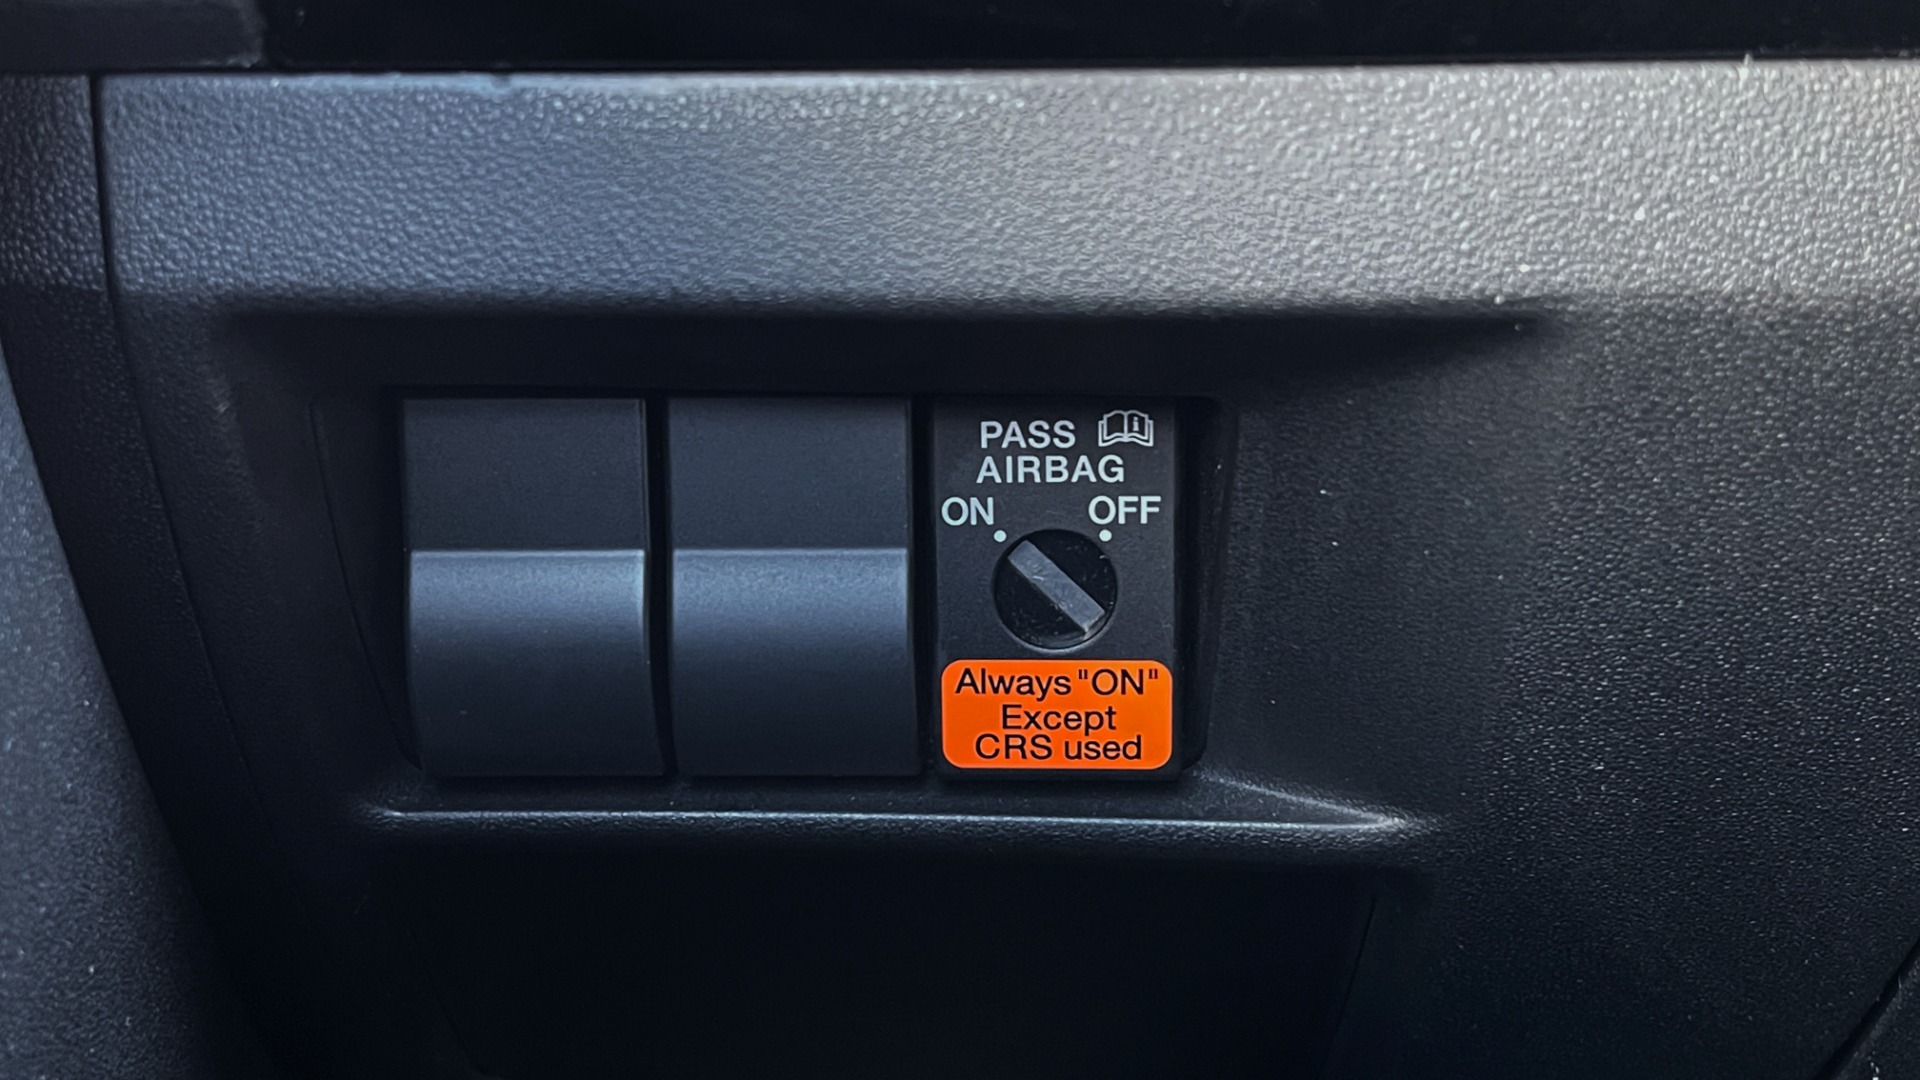 PASS
AIRBAG
ON OFF
Always "ON"
Except
CRS used